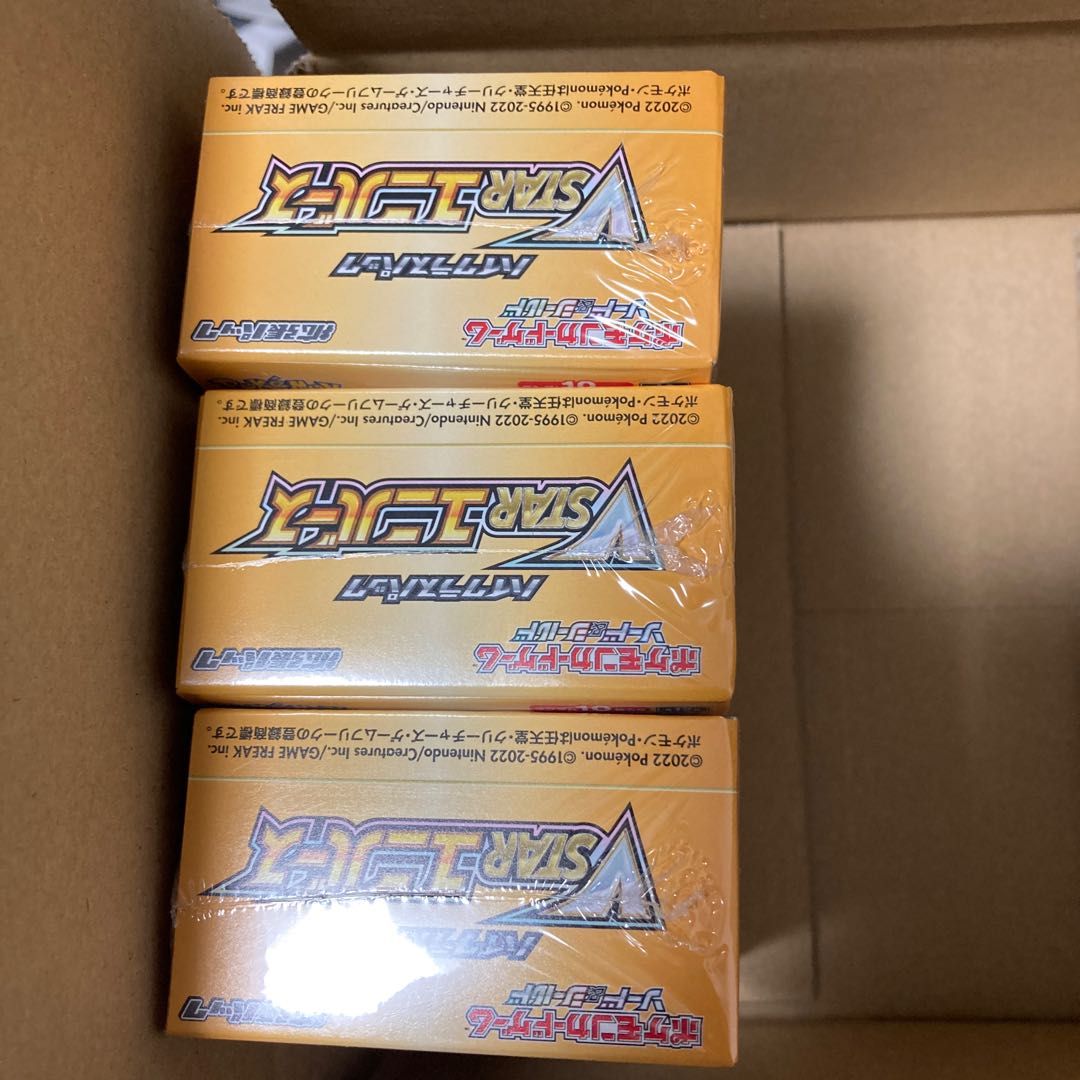 ポケモンカードゲーム
ソード&シールド
拡張パック
ハイクラスパック
VSTARユニバース
©2022 Pokémon. ©1995-2022 Nintendo/Creatures Inc./GAME FREAK inc.
ポケモン・Pokémonは任天堂・クリーチャーズ・ゲームフリークの登録商標です。
ポケモンカードゲーム
ソード&シールド
拡張パック
ハイクラスパック
VSTARユニバース
©2022 Pokémon. ©1995-2022 Nintendo/Creatures Inc./GAME FREAK inc.
ポケモン・Pokémonは任天堂・クリーチャーズ・ゲームフリークの登録商標です。
ポケモンカードゲーム
ソード&シールド
拡張パック
ハイクラス
VSTARユニバース
©2022 Pokémon. ©1995-2022 Nintendo/Creatures Inc./GAME FREAK inc.
ポケモン・Pokémonは任天堂・クリーチャーズ・ゲームフリークの登録商標です。